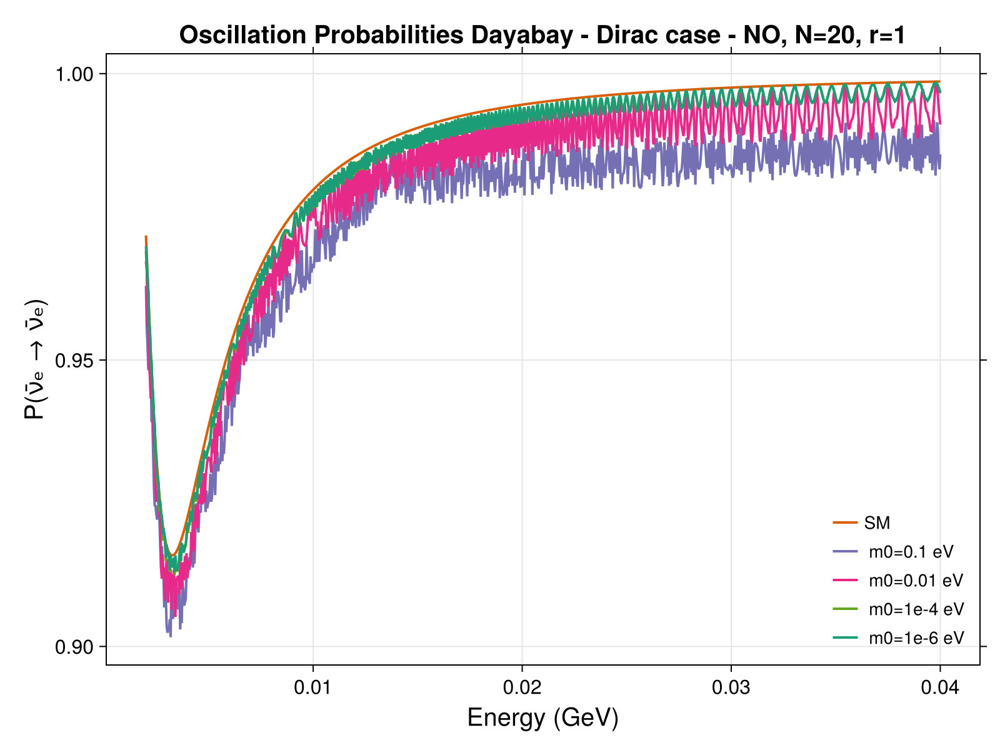 Oscillation Probabilities Dayabay - Dirac case - NO, N=20, r=1
1.00
0.95
0.90
P(ν̄ₑ → ν̄ₑ)
SM
m0=0.1 eV
m0=0.01 eV
m0=1e-4 eV
m0=1e-6 eV
0.01 0.02 0.03 0.04
Energy (GeV)